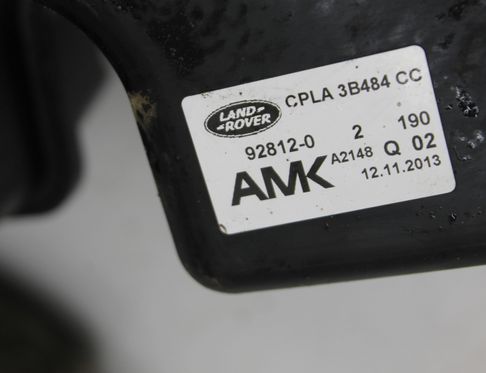 LAND-
-ROVER
CPLA 3B484 CC
92812-0 2 190
AMK A2148 Q 02
12.11.2013